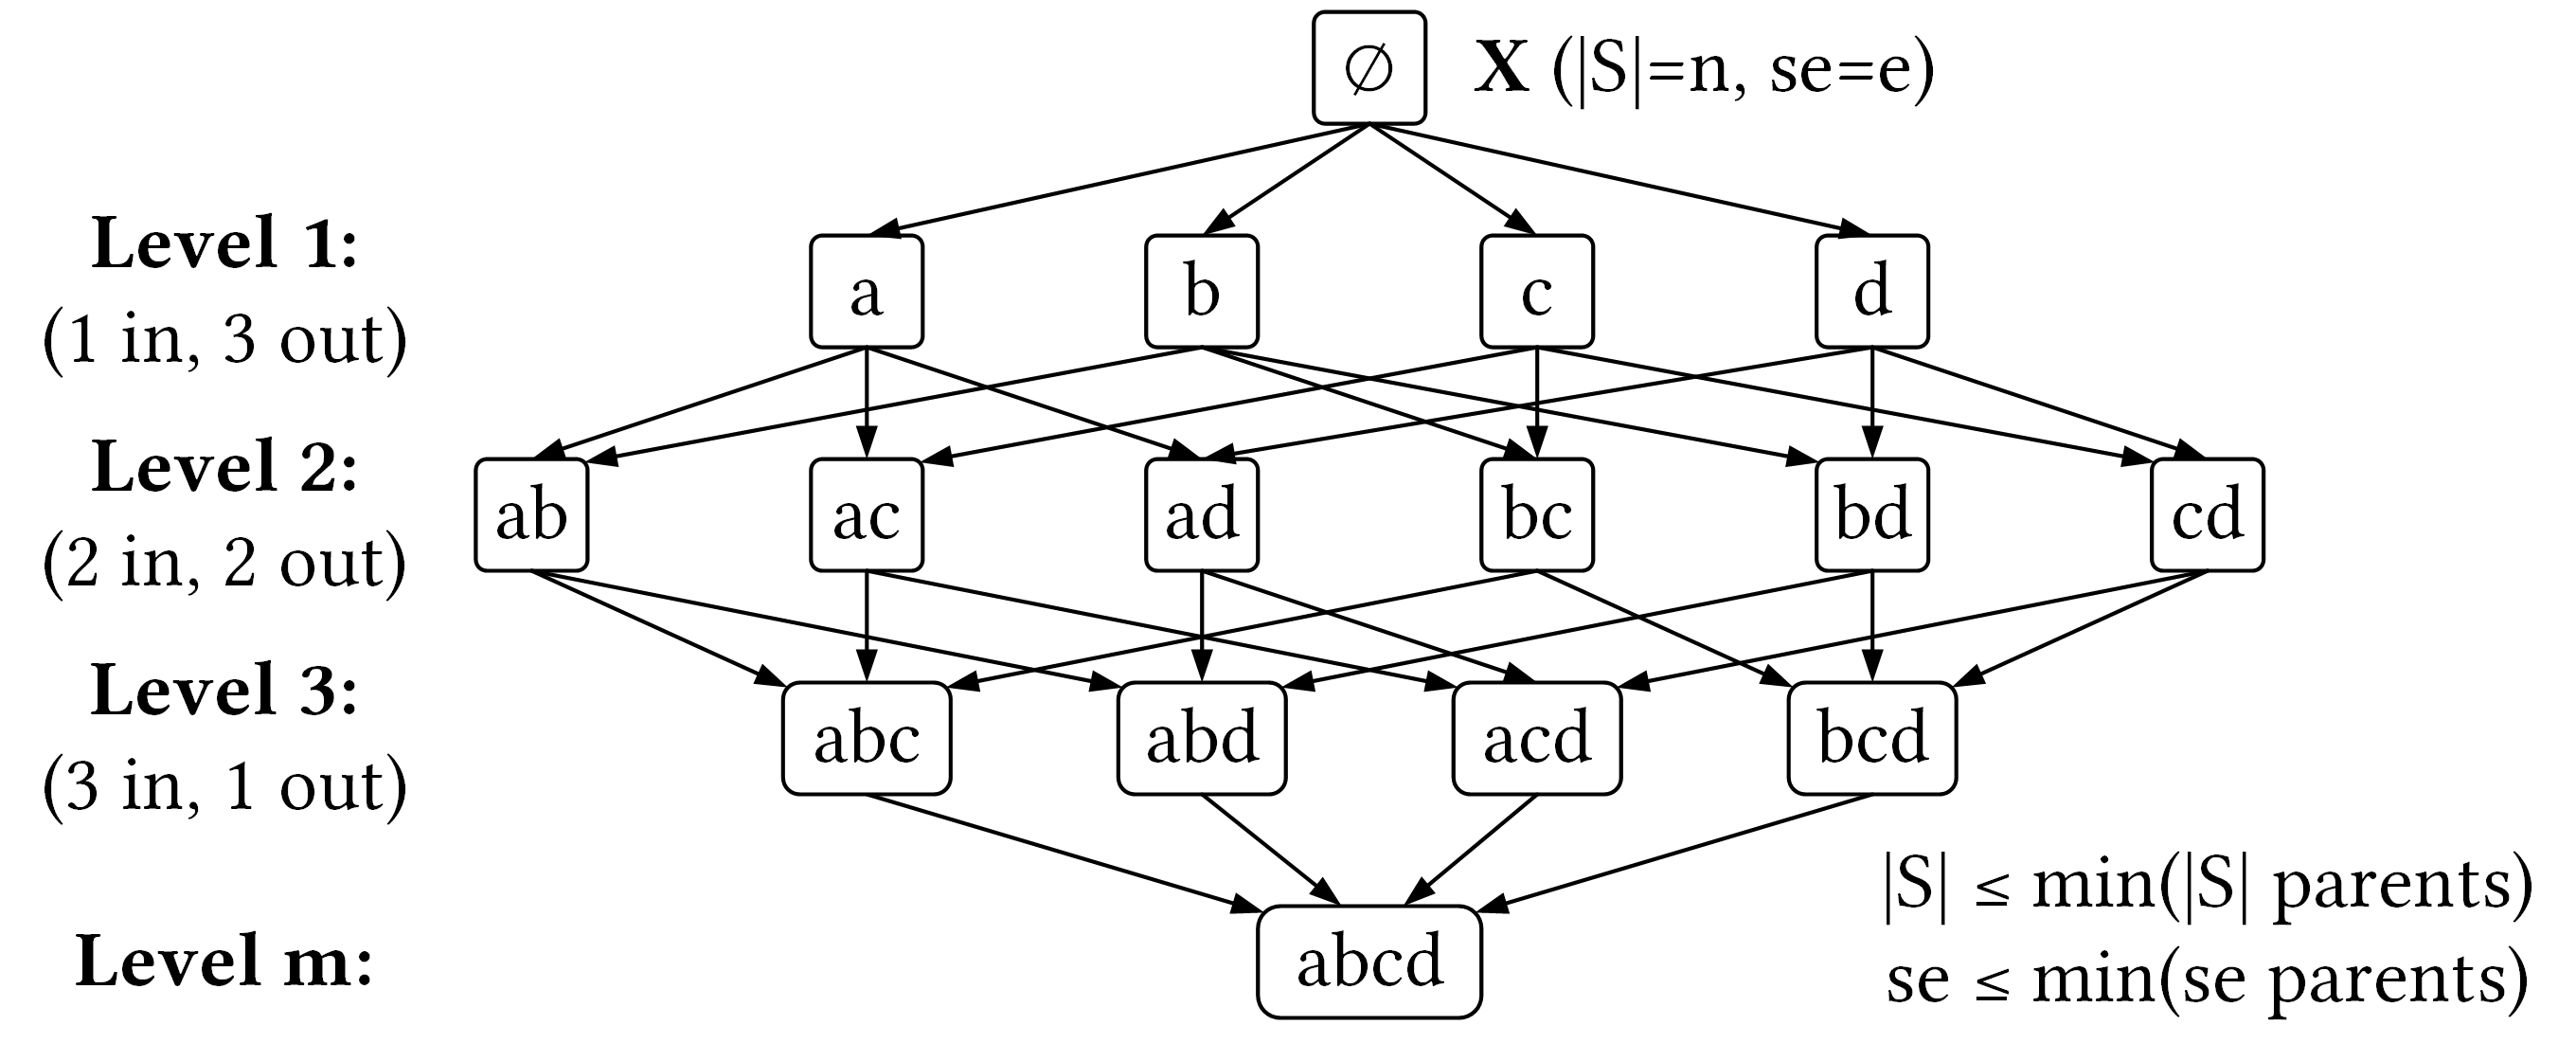 ∅ X (|S|=n, se=e)
Level 1:
(1 in, 3 out)
a b c d
Level 2:
(2 in, 2 out)
ab ac ad bc bd cd
Level 3:
(3 in, 1 out)
abc abd acd bcd
Level m:
abcd
|S| ≤ min(|S| parents)
se ≤ min(se parents)